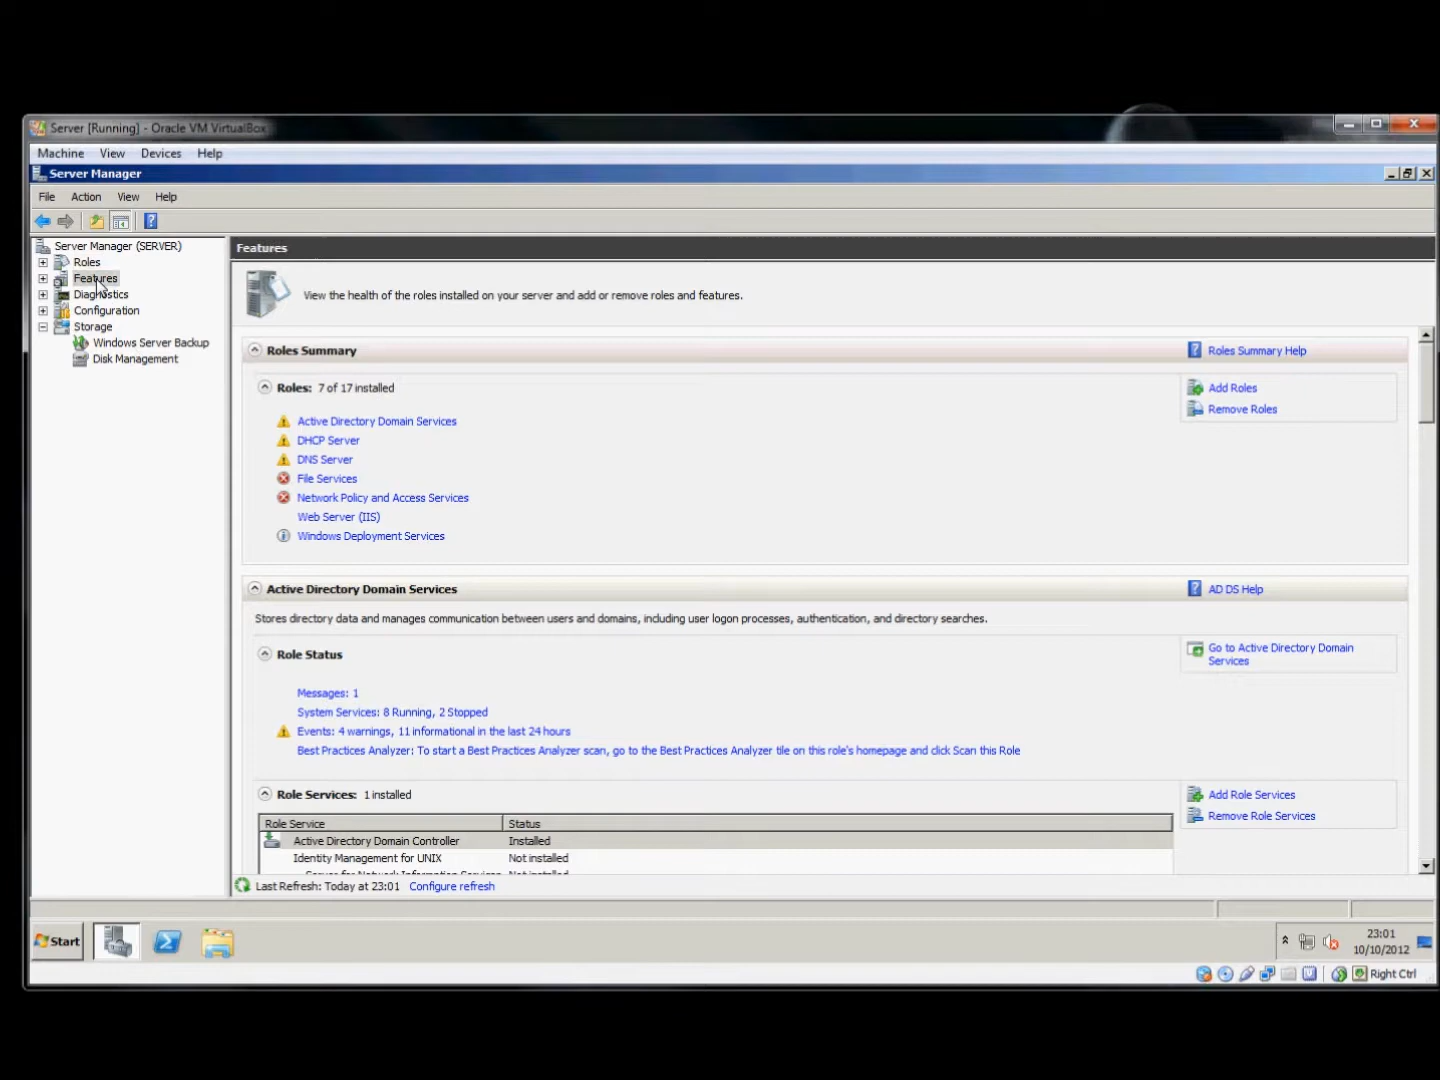 Server [Running] - Oracle VM VirtualBox
Machine View Devices Help
Server Manager
File Action View Help
Server Manager (SERVER)
Roles
Features
Diagnostics
Configuration
Storage
Windows Server Backup
Disk Management
Features
View the health of the roles installed on your server and add or remove roles and features.
Roles Summary
Roles Summary Help
Roles: 7 of 17 installed
Add Roles
Remove Roles
Active Directory Domain Services
DHCP Server
DNS Server
File Services
Network Policy and Access Services
Web Server (IIS)
Windows Deployment Services
Active Directory Domain Services
AD DS Help
Stores directory data and manages communication between users and domains, including user logon processes, authentication, and directory searches.
Role Status
Go to Active Directory Domain
Services
Messages: 1
System Services: 8 Running, 2 Stopped
Events: 4 warnings, 11 informational in the last 24 hours
Best Practices Analyzer: To start a Best Practices Analyzer scan, go to the Best Practices Analyzer tile on this role's homepage and click Scan this Role
Role Services: 1 installed
Add Role Services
Remove Role Services
Role Service Status
Active Directory Domain Controller Installed
Identity Management for UNIX Not installed
Server for Network Information Services Not installed
Last Refresh: Today at 23:01 Configure refresh
Start
23:01
10/10/2012
Right Ctrl